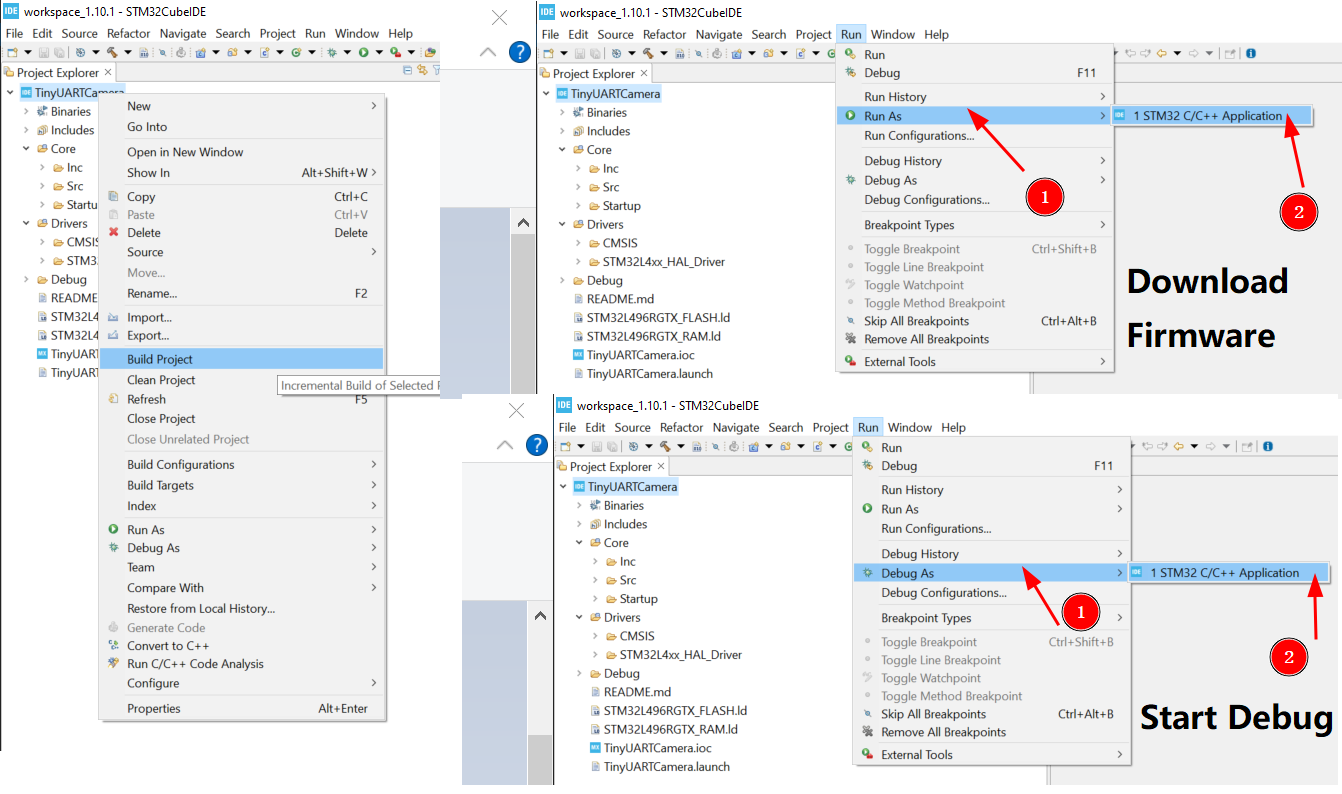 IDE workspace_1.10.1 - STM32CubeIDE
File Edit Source Refactor Navigate Search Project Run Window Help
Project Explorer
IDE TinyUARTCamera
Binaries
Includes
Core
Inc
Src
Startu
Drivers
CMSIS
STM3
Debug
README
STM32L4
STM32L4
MX TinyUART
TinyUART
New
Go Into
Open in New Window
Show In Alt+Shift+W
Copy Ctrl+C
Paste Ctrl+V
Delete Delete
Source
Move...
Rename... F2
Import...
Export...
Build Project
Incremental Build of Selected
Clean Project
Refresh F5
Close Project
Close Unrelated Project
Build Configurations
Build Targets
Index
Run As
Debug As
Team
Compare With
Restore from Local History...
Generate Code
Convert to C++
Run C/C++ Code Analysis
Configure
Properties Alt+Enter
IDE workspace_1.10.1 - STM32CubeIDE
File Edit Source Refactor Navigate Search Project Run Window Help
Project Explorer
IDE TinyUARTCamera
Binaries
Includes
Core
Inc
Src
Startup
Drivers
CMSIS
STM32L4xx_HAL_Driver
Debug
README.md
STM32L496RGTX_FLASH.ld
STM32L496RGTX_RAM.ld
MX TinyUARTCamera.ioc
TinyUARTCamera.launch
Run
Debug F11
Run History
Run As
IDE 1 STM32 C/C++ Application
Run Configurations...
Debug History
Debug As
Debug Configurations...
Breakpoint Types
Toggle Breakpoint Ctrl+Shift+B
Toggle Line Breakpoint
Toggle Watchpoint
Toggle Method Breakpoint
Skip All Breakpoints Ctrl+Alt+B
Remove All Breakpoints
External Tools
1
2
Download
Firmware
IDE workspace_1.10.1 - STM32CubeIDE
File Edit Source Refactor Navigate Search Project Run Window Help
Project Explorer
IDE TinyUARTCamera
Binaries
Includes
Core
Inc
Src
Startup
Drivers
CMSIS
STM32L4xx_HAL_Driver
Debug
README.md
STM32L496RGTX_FLASH.ld
STM32L496RGTX_RAM.ld
MX TinyUARTCamera.ioc
TinyUARTCamera.launch
Run
Debug F11
Run History
Run As
Run Configurations...
Debug History
Debug As
IDE 1 STM32 C/C++ Application
Debug Configurations...
Breakpoint Types
Toggle Breakpoint Ctrl+Shift+B
Toggle Line Breakpoint
Toggle Watchpoint
Toggle Method Breakpoint
Skip All Breakpoints Ctrl+Alt+B
Remove All Breakpoints
External Tools
1
2
Start Debug